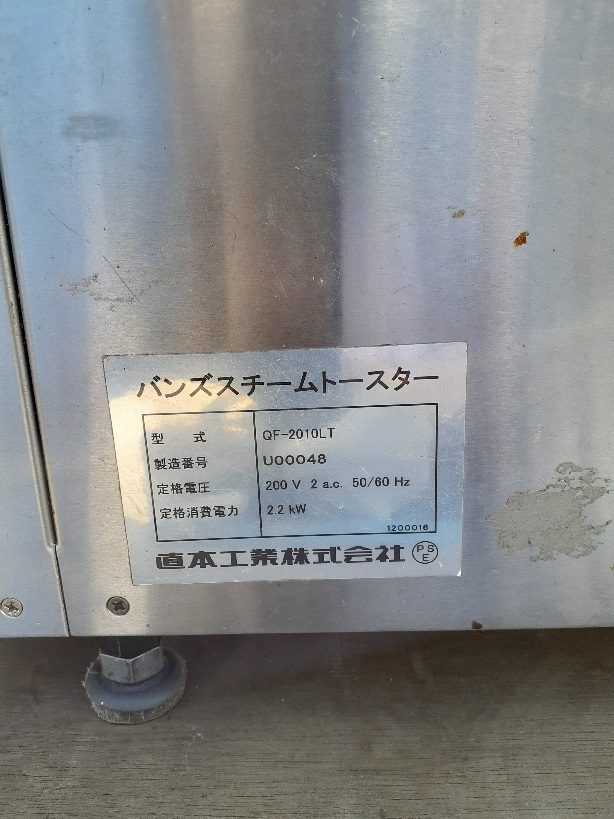 バンズスチームトースター
型 式 QF-2010LT
製造番号 U00048
定格電圧 200 V 2 a.c. 50/60 Hz
定格消費電力 2.2 kW
1200016
直本工業株式会社 PSE